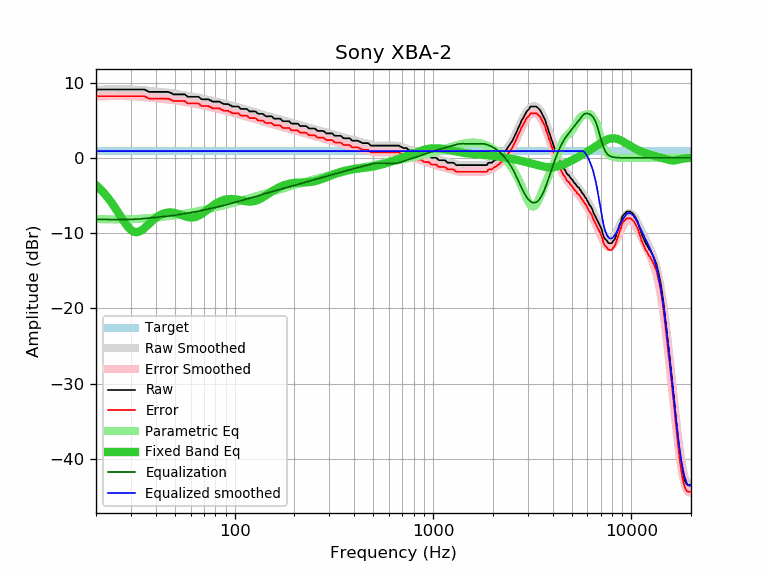 Sony XBA-2
10
0
−10
−20
−30
−40
Amplitude (dBr)
Target
Raw Smoothed
Error Smoothed
Raw
Error
Parametric Eq
Fixed Band Eq
Equalization
Equalized smoothed
100
1000
10000
Frequency (Hz)